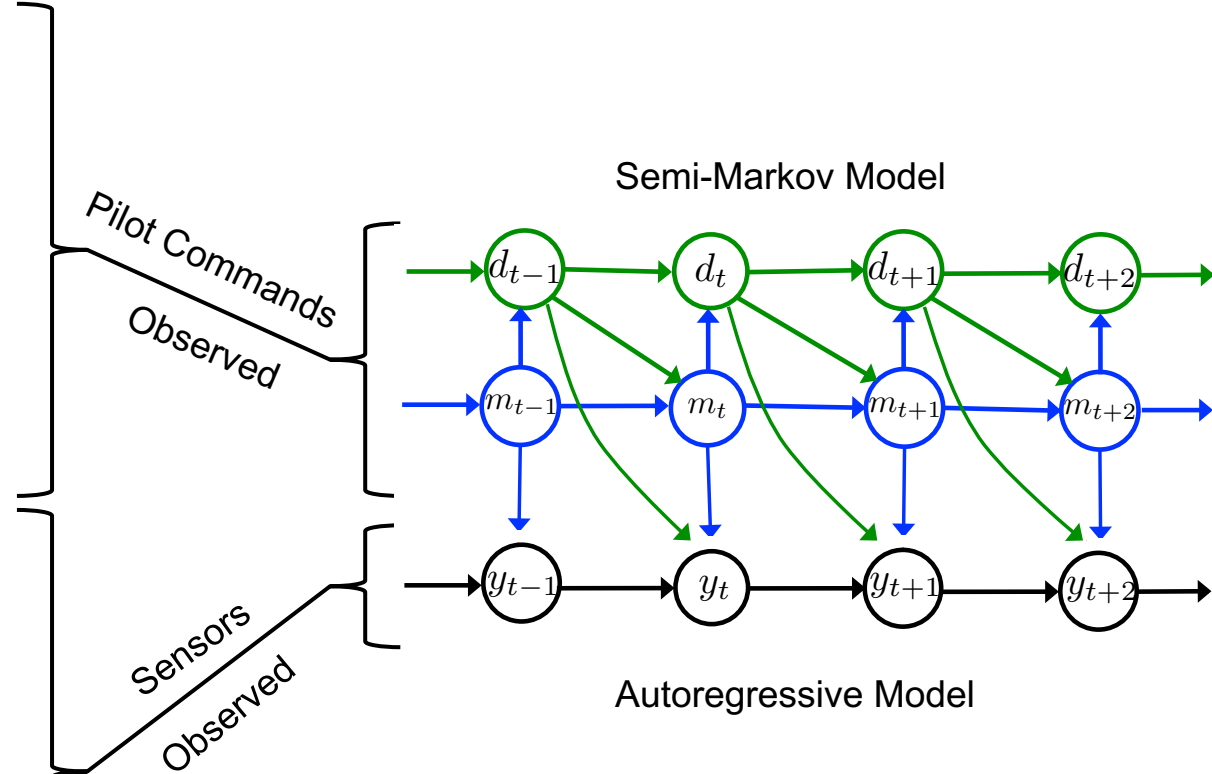 Semi-Markov Model
Pilot Commands
Observed
d_{t−1} d_t d_{t+1} d_{t+2}
m_{t−1} m_t m_{t+1} m_{t+2}
y_{t−1} y_t y_{t+1} y_{t+2}
Sensors
Observed
Autoregressive Model